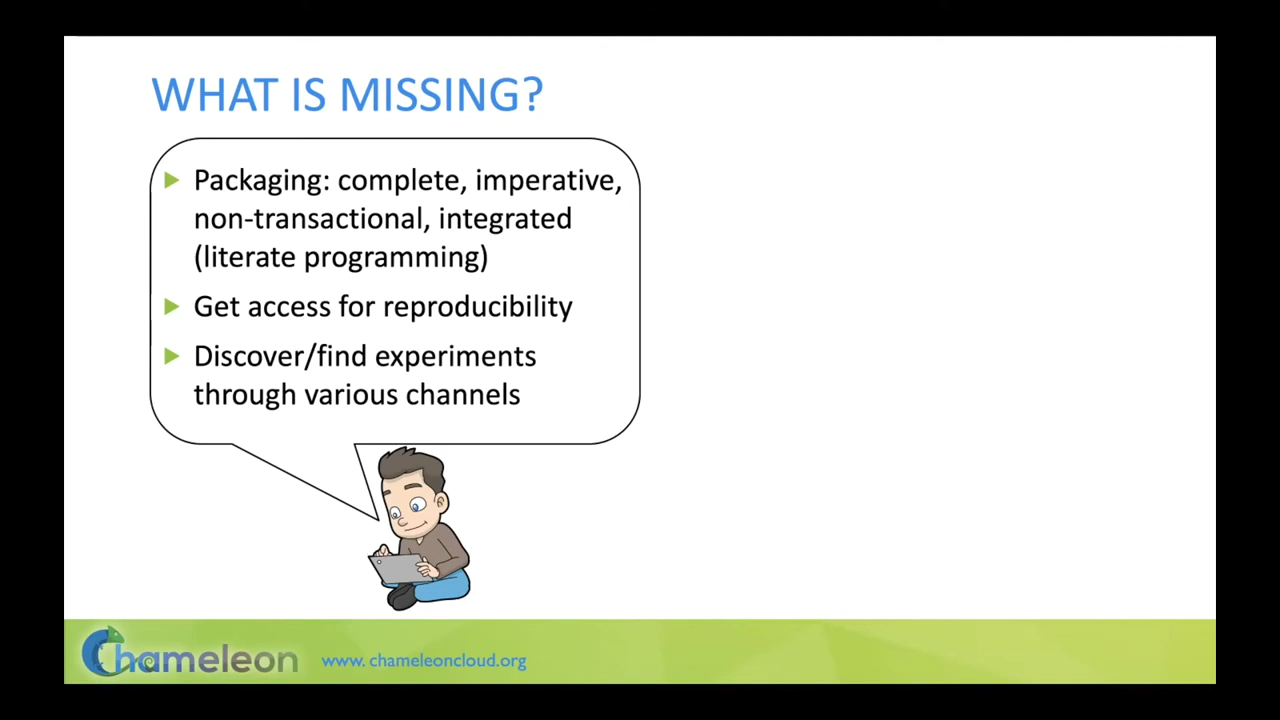 WHAT IS MISSING?
Packaging: complete, imperative,
non-transactional, integrated
(literate programming)
Get access for reproducibility
Discover/find experiments
through various channels
Chameleon www. chameleoncloud.org